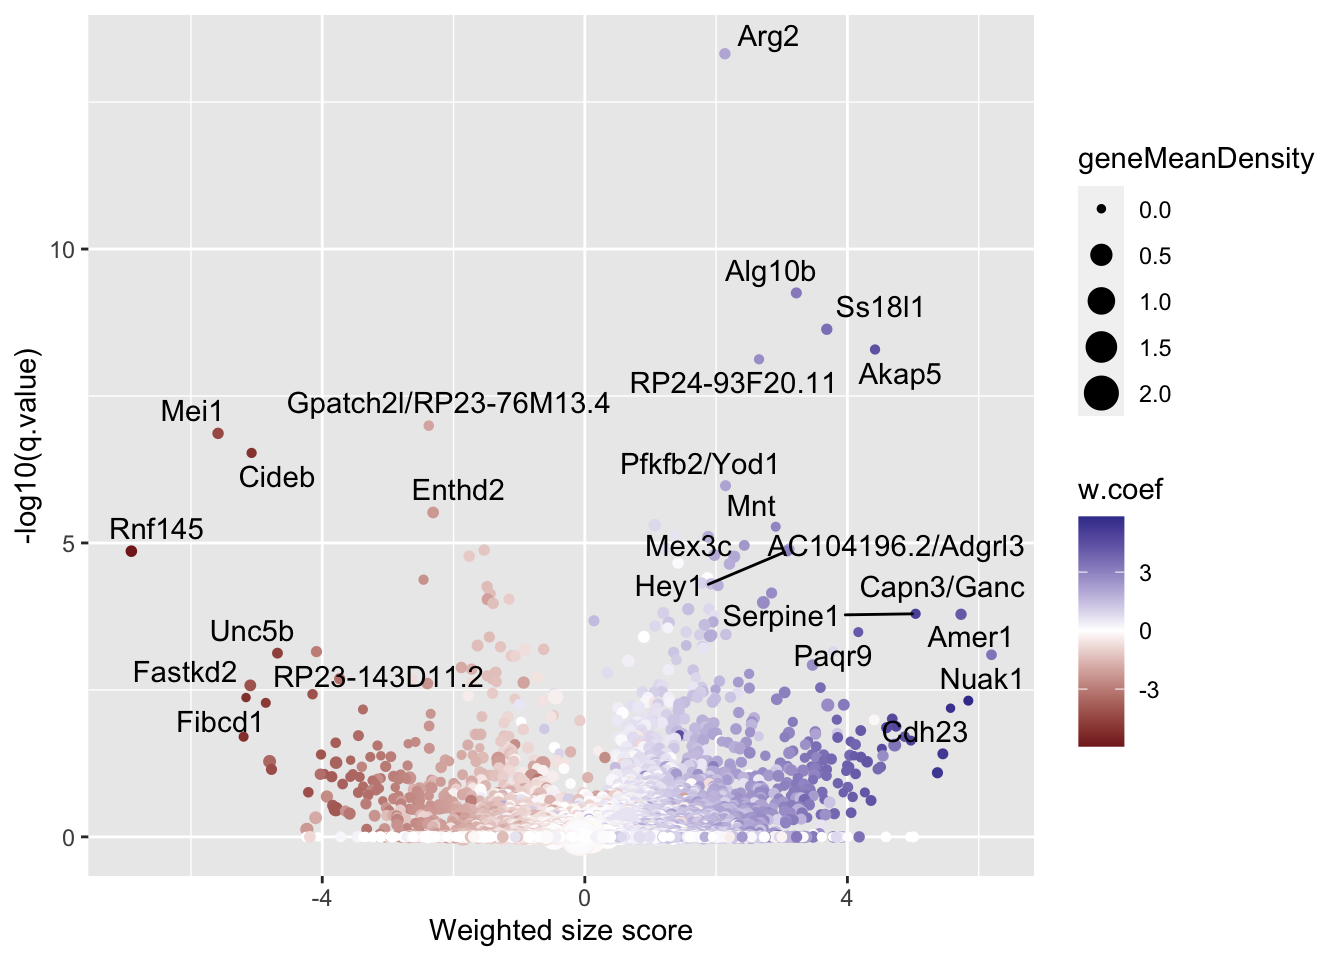 Arg2
Alg10b
Ss18l1
Akap5
RP24-93F20.11
Gpatch2l/RP23-76M13.4
Mei1
Cideb
Pfkfb2/Yod1
Enthd2
Mnt
Rnf145
Mex3c
AC104196.2/Adgrl3
Hey1
Capn3/Ganc
Serpine1
Unc5b
Amer1
Paqr9
Fastkd2
RP23-143D11.2
Nuak1
Fibcd1
Cdh23
10
5
0
-4
0
4
-log10(q.value)
Weighted size score
geneMeanDensity
0.0
0.5
1.0
1.5
2.0
w.coef
3
0
-3